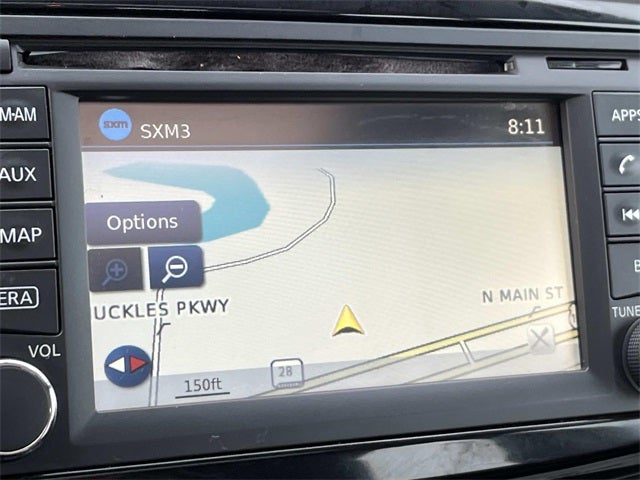 sxm SXM3 8:11
M·AM
APPS
AUX
Options
MAP
UCKLES PKWY
N MAIN ST
ERA
B
TUNE
VOL
150ft
28